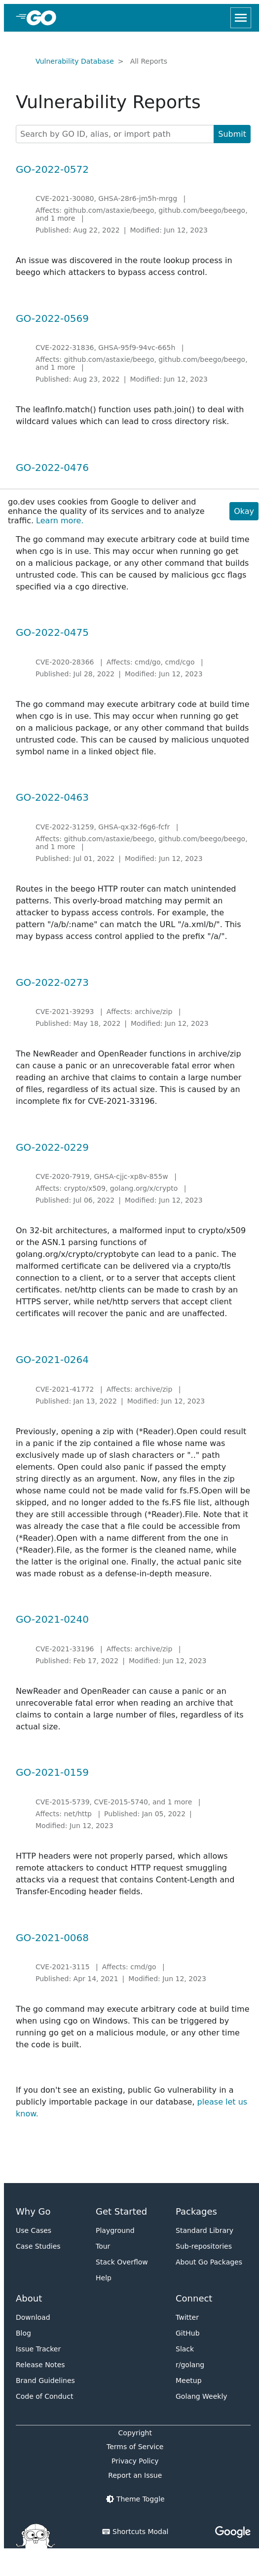 GO
Vulnerability Database > All Reports
Vulnerability Reports
Search by GO ID, alias, or import path
Submit
GO-2022-0572
CVE-2021-30080, GHSA-28r6-jm5h-mrgg |
Affects: github.com/astaxie/beego, github.com/beego/beego,
and 1 more |
Published: Aug 22, 2022 | Modified: Jun 12, 2023
An issue was discovered in the route lookup process in
beego which attackers to bypass access control.
GO-2022-0569
CVE-2022-31836, GHSA-95f9-94vc-665h |
Affects: github.com/astaxie/beego, github.com/beego/beego,
and 1 more |
Published: Aug 23, 2022 | Modified: Jun 12, 2023
The leafInfo.match() function uses path.join() to deal with
wildcard values which can lead to cross directory risk.
GO-2022-0476
go.dev uses cookies from Google to deliver and
enhance the quality of its services and to analyze
traffic. Learn more.
Okay
The go command may execute arbitrary code at build time
when cgo is in use. This may occur when running go get
on a malicious package, or any other command that builds
untrusted code. This can be caused by malicious gcc flags
specified via a cgo directive.
GO-2022-0475
CVE-2020-28366 | Affects: cmd/go, cmd/cgo |
Published: Jul 28, 2022 | Modified: Jun 12, 2023
The go command may execute arbitrary code at build time
when cgo is in use. This may occur when running go get
on a malicious package, or any other command that builds
untrusted code. This can be caused by malicious unquoted
symbol name in a linked object file.
GO-2022-0463
CVE-2022-31259, GHSA-qx32-f6g6-fcfr |
Affects: github.com/astaxie/beego, github.com/beego/beego,
and 1 more |
Published: Jul 01, 2022 | Modified: Jun 12, 2023
Routes in the beego HTTP router can match unintended
patterns. This overly-broad matching may permit an
attacker to bypass access controls. For example, the
pattern "/a/b/:name" can match the URL "/a.xml/b/". This
may bypass access control applied to the prefix "/a/".
GO-2022-0273
CVE-2021-39293 | Affects: archive/zip |
Published: May 18, 2022 | Modified: Jun 12, 2023
The NewReader and OpenReader functions in archive/zip
can cause a panic or an unrecoverable fatal error when
reading an archive that claims to contain a large number
of files, regardless of its actual size. This is caused by an
incomplete fix for CVE-2021-33196.
GO-2022-0229
CVE-2020-7919, GHSA-cjjc-xp8v-855w |
Affects: crypto/x509, golang.org/x/crypto |
Published: Jul 06, 2022 | Modified: Jun 12, 2023
On 32-bit architectures, a malformed input to crypto/x509
or the ASN.1 parsing functions of
golang.org/x/crypto/cryptobyte can lead to a panic. The
malformed certificate can be delivered via a crypto/tls
connection to a client, or to a server that accepts client
certificates. net/http clients can be made to crash by an
HTTPS server, while net/http servers that accept client
certificates will recover the panic and are unaffected.
GO-2021-0264
CVE-2021-41772 | Affects: archive/zip |
Published: Jan 13, 2022 | Modified: Jun 12, 2023
Previously, opening a zip with (*Reader).Open could result
in a panic if the zip contained a file whose name was
exclusively made up of slash characters or ".." path
elements. Open could also panic if passed the empty
string directly as an argument. Now, any files in the zip
whose name could not be made valid for fs.FS.Open will be
skipped, and no longer added to the fs.FS file list, although
they are still accessible through (*Reader).File. Note that it
was already the case that a file could be accessible from
(*Reader).Open with a name different from the one in
(*Reader).File, as the former is the cleaned name, while
the latter is the original one. Finally, the actual panic site
was made robust as a defense-in-depth measure.
GO-2021-0240
CVE-2021-33196 | Affects: archive/zip |
Published: Feb 17, 2022 | Modified: Jun 12, 2023
NewReader and OpenReader can cause a panic or an
unrecoverable fatal error when reading an archive that
claims to contain a large number of files, regardless of its
actual size.
GO-2021-0159
CVE-2015-5739, CVE-2015-5740, and 1 more |
Affects: net/http | Published: Jan 05, 2022 |
Modified: Jun 12, 2023
HTTP headers were not properly parsed, which allows
remote attackers to conduct HTTP request smuggling
attacks via a request that contains Content-Length and
Transfer-Encoding header fields.
GO-2021-0068
CVE-2021-3115 | Affects: cmd/go |
Published: Apr 14, 2021 | Modified: Jun 12, 2023
The go command may execute arbitrary code at build time
when using cgo on Windows. This can be triggered by
running go get on a malicious module, or any other time
the code is built.
If you don't see an existing, public Go vulnerability in a
publicly importable package in our database, please let us
know.
Why Go
Use Cases
Case Studies
Get Started
Playground
Tour
Stack Overflow
Help
Packages
Standard Library
Sub-repositories
About Go Packages
About
Download
Blog
Issue Tracker
Release Notes
Brand Guidelines
Code of Conduct
Connect
Twitter
GitHub
Slack
r/golang
Meetup
Golang Weekly
Copyright
Terms of Service
Privacy Policy
Report an Issue
Theme Toggle
Shortcuts Modal
Google